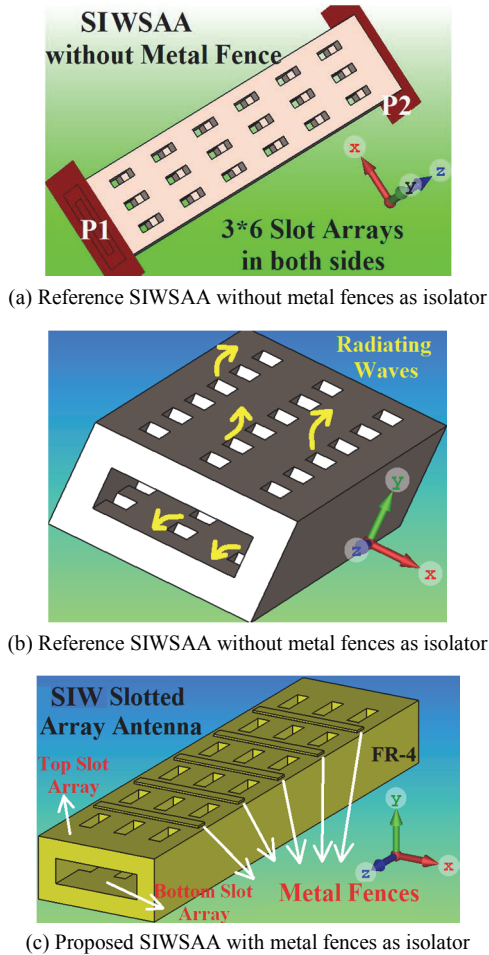 SIWSAA
without Metal Fence
P2
x
y
z
P1
3*6 Slot Arrays
in both sides
(a) Reference SIWSAA without metal fences as isolator
Radiating
Waves
y
z
x
(b) Reference SIWSAA without metal fences as isolator
SIW Slotted
Array Antenna
FR-4
Top Slot
Array
y
z
x
Bottom Slot
Array
Metal Fences
(c) Proposed SIWSAA with metal fences as isolator